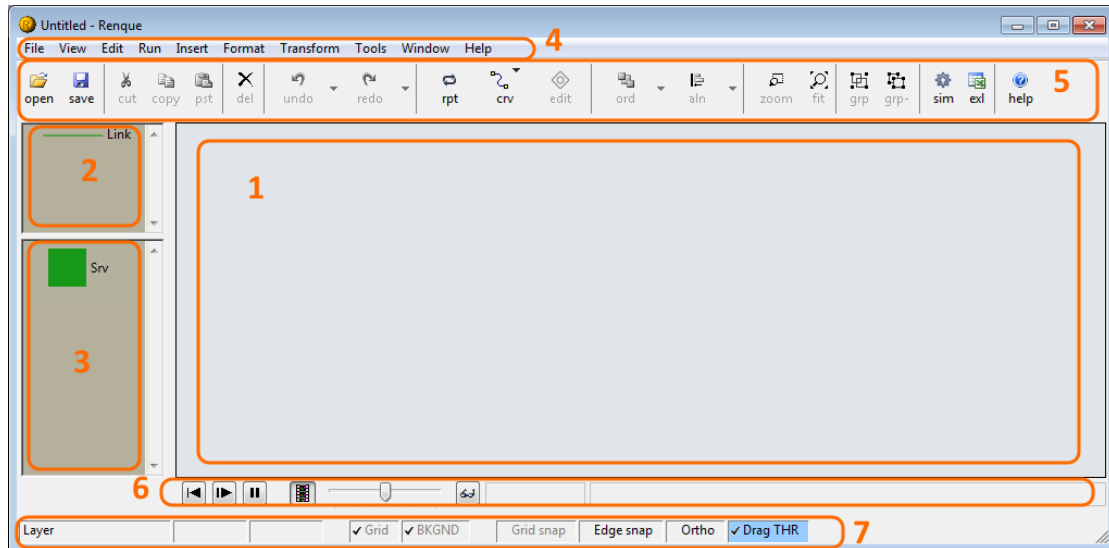 Untitled - Renque
File View Edit Run Insert Format Transform Tools Window Help 4
open save cut copy pst del undo redo rpt crv edit ord aln zoom fit grp grp- sim exl help 5
Link
2
1
Srv
3
6
Layer Grid BKGND Grid snap Edge snap Ortho Drag THR 7